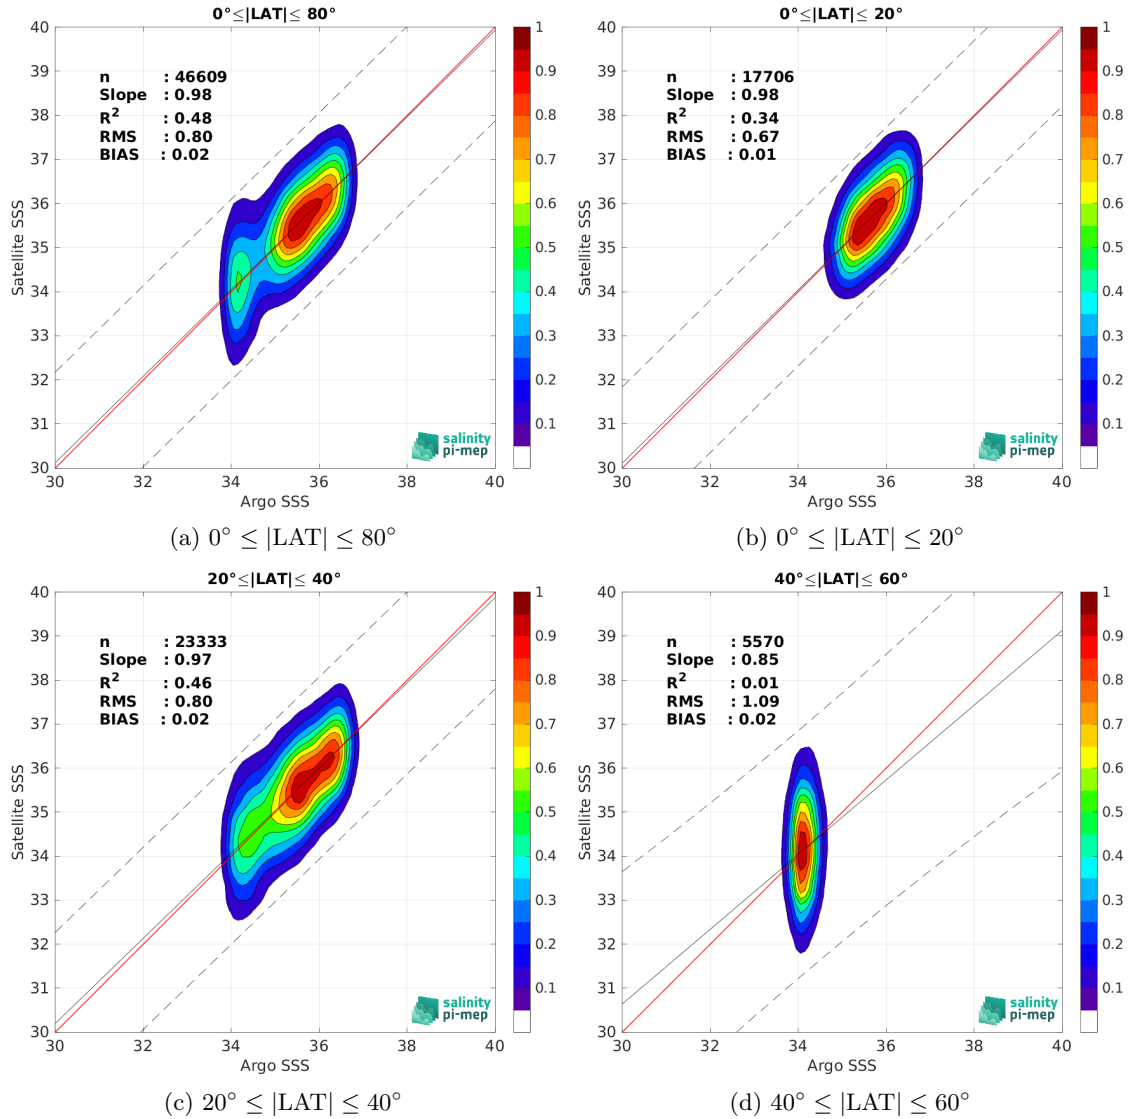 0°≤|LAT|≤ 80°
n : 46609
Slope : 0.98
R² : 0.48
RMS : 0.80
BIAS : 0.02
40
39
38
37
36
35
34
33
32
31
30
Satellite SSS
30 32 34 36 38 40
Argo SSS
1
0.9
0.8
0.7
0.6
0.5
0.4
0.3
0.2
0.1
salinity
pi-mep
(a) 0° ≤ |LAT| ≤ 80°
0°≤|LAT|≤ 20°
n : 17706
Slope : 0.98
R² : 0.34
RMS : 0.67
BIAS : 0.01
40
39
38
37
36
35
34
33
32
31
30
Satellite SSS
30 32 34 36 38 40
Argo SSS
1
0.9
0.8
0.7
0.6
0.5
0.4
0.3
0.2
0.1
salinity
pi-mep
(b) 0° ≤ |LAT| ≤ 20°
20°≤|LAT|≤ 40°
n : 23333
Slope : 0.97
R² : 0.46
RMS : 0.80
BIAS : 0.02
40
39
38
37
36
35
34
33
32
31
30
Satellite SSS
30 32 34 36 38 40
Argo SSS
1
0.9
0.8
0.7
0.6
0.5
0.4
0.3
0.2
0.1
salinity
pi-mep
(c) 20° ≤ |LAT| ≤ 40°
40°≤|LAT|≤ 60°
n : 5570
Slope : 0.85
R² : 0.01
RMS : 1.09
BIAS : 0.02
40
39
38
37
36
35
34
33
32
31
30
Satellite SSS
30 32 34 36 38 40
Argo SSS
1
0.9
0.8
0.7
0.6
0.5
0.4
0.3
0.2
0.1
salinity
pi-mep
(d) 40° ≤ |LAT| ≤ 60°